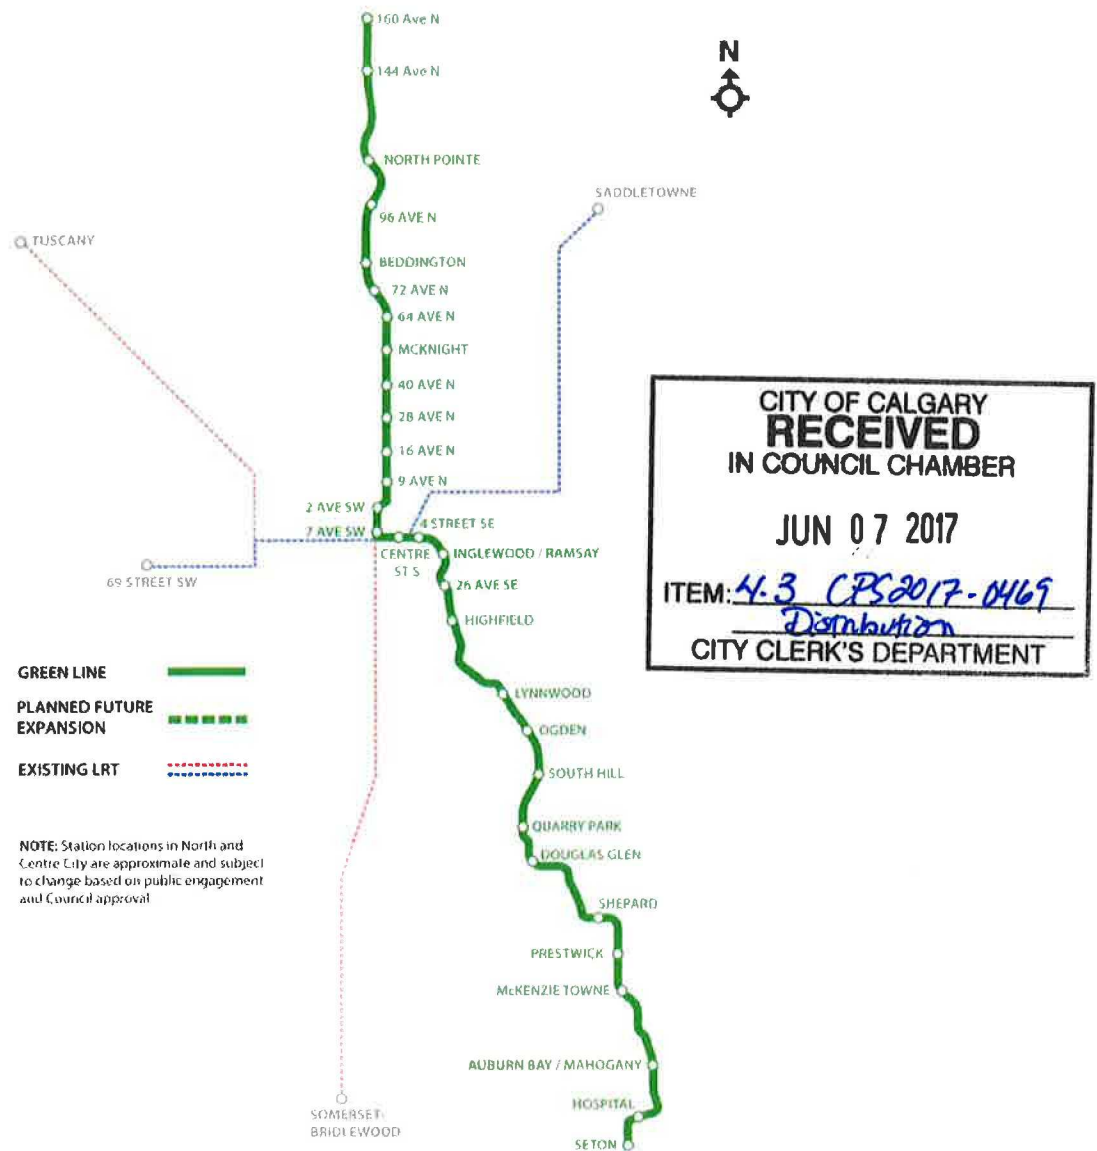 160 Ave N
144 Ave N
N
NORTH POINTE
SADDLETOWNE
96 AVE N
TUSCANY
BEDDINGTON
72 AVE N
64 AVE N
MCKNIGHT
40 AVE N
28 AVE N
16 AVE N
9 AVE N
2 AVE SW
7 AVE SW
4 STREET SE
CENTRE
ST S
INGLEWOOD / RAMSAY
69 STREET SW
26 AVE SE
HIGHFIELD
CITY OF CALGARY
RECEIVED
IN COUNCIL CHAMBER
JUN 07 2017
ITEM: 4.3 CPS2017-0469
Distribution
CITY CLERK'S DEPARTMENT
GREEN LINE
PLANNED FUTURE
EXPANSION
EXISTING LRT
LYNNWOOD
OGDEN
SOUTH HILL
QUARRY PARK
DOUGLAS GLEN
NOTE: Station locations in North and
Centre City are approximate and subject
to change based on public engagement
and Council approval
SHEPARD
PRESTWICK
McKENZIE TOWNE
AUBURN BAY / MAHOGANY
HOSPITAL
SETON
SOMERSET-
BRIDLEWOOD